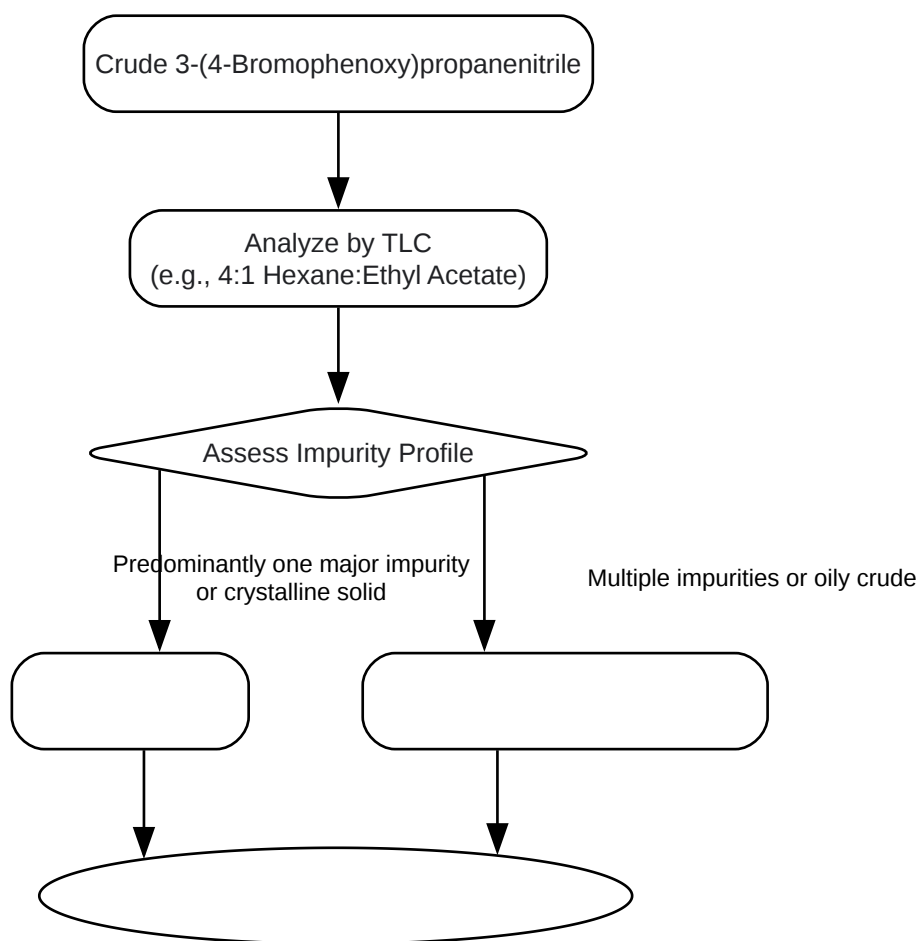 Crude 3-(4-Bromophenoxy)propanenitrile
Analyze by TLC
(e.g., 4:1 Hexane:Ethyl Acetate)
Assess Impurity Profile
Predominantly one major impurity
or crystalline solid
Multiple impurities or oily crude